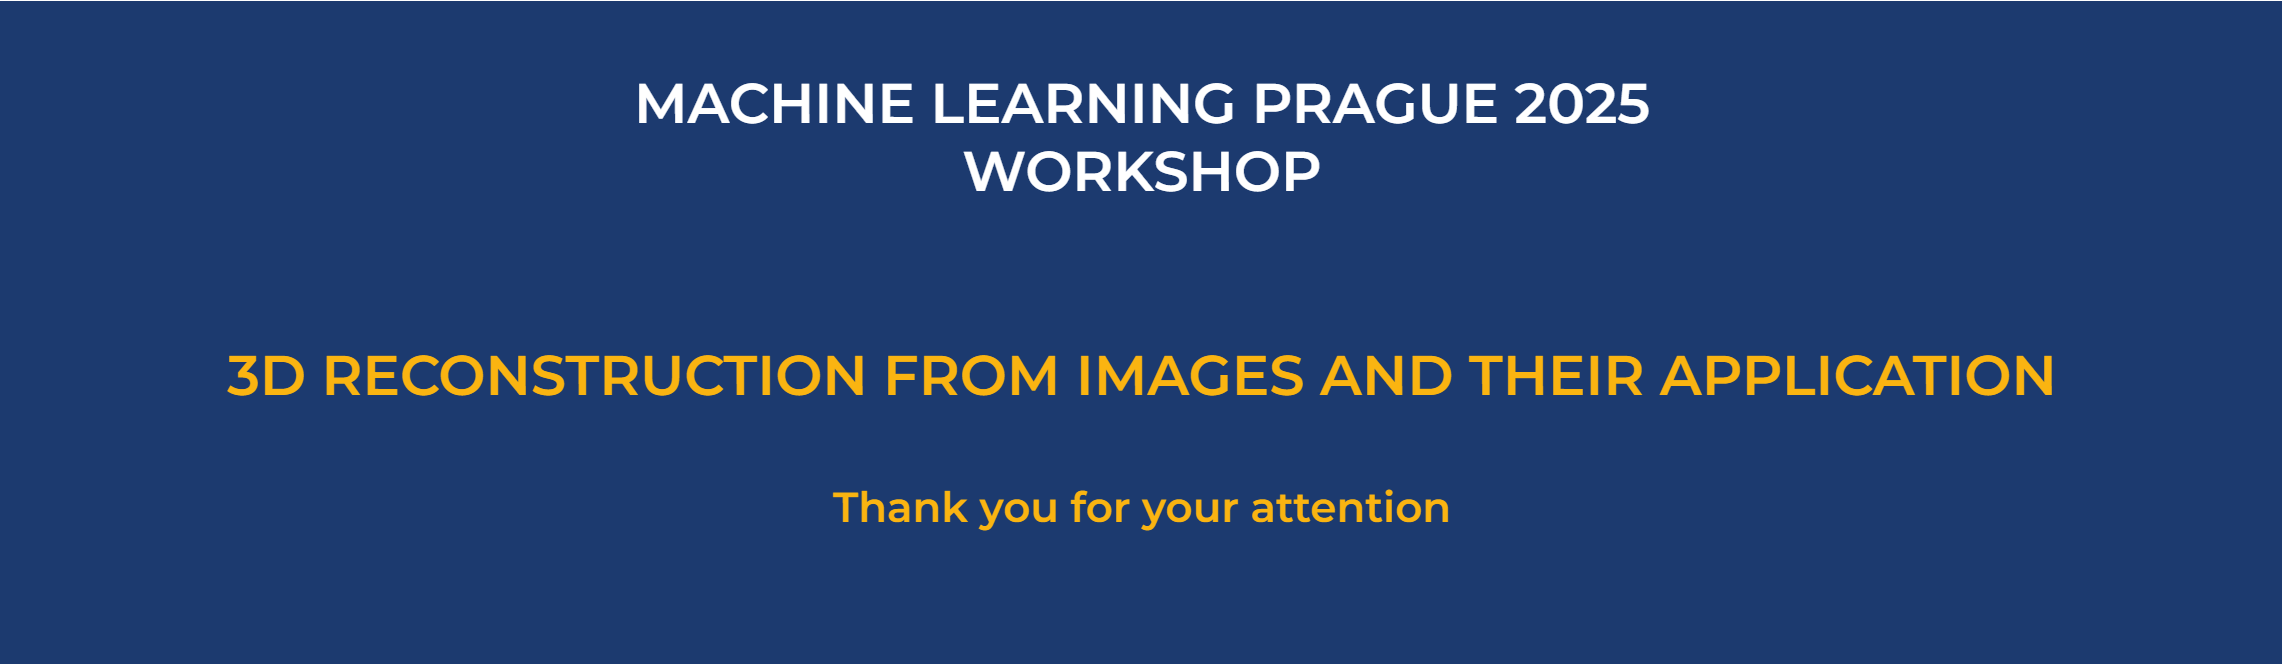 MACHINE LEARNING PRAGUE 2025
WORKSHOP
3D RECONSTRUCTION FROM IMAGES AND THEIR APPLICATION
Thank you for your attention